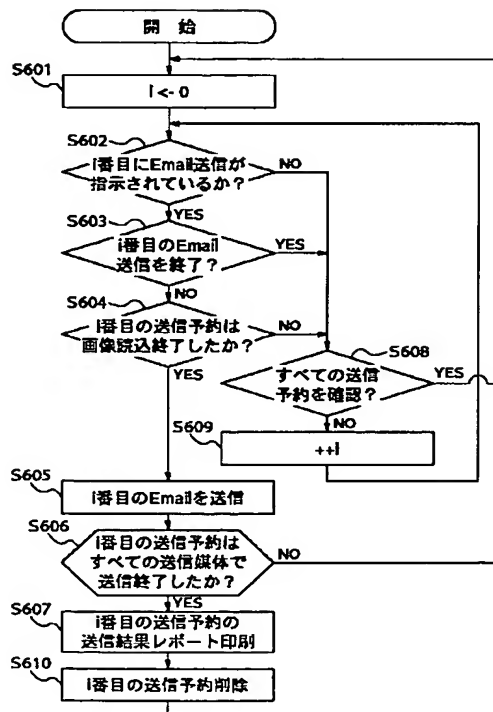 開始
S601
i <- 0
S602
i番目にEmail送信が
指示されているか？
NO
YES
S603
i番目のEmail
送信を終了？
YES
NO
S604
i番目の送信予約は
画像読込終了したか？
NO
YES
S608
すべての送信
予約を確認？
YES
NO
S609
++i
S605
i番目のEmailを送信
S606
i番目の送信予約は
すべての送信媒体で
送信終了したか？
NO
YES
S607
i番目の送信予約の
送信結果レポート印刷
S610
i番目の送信予約削除